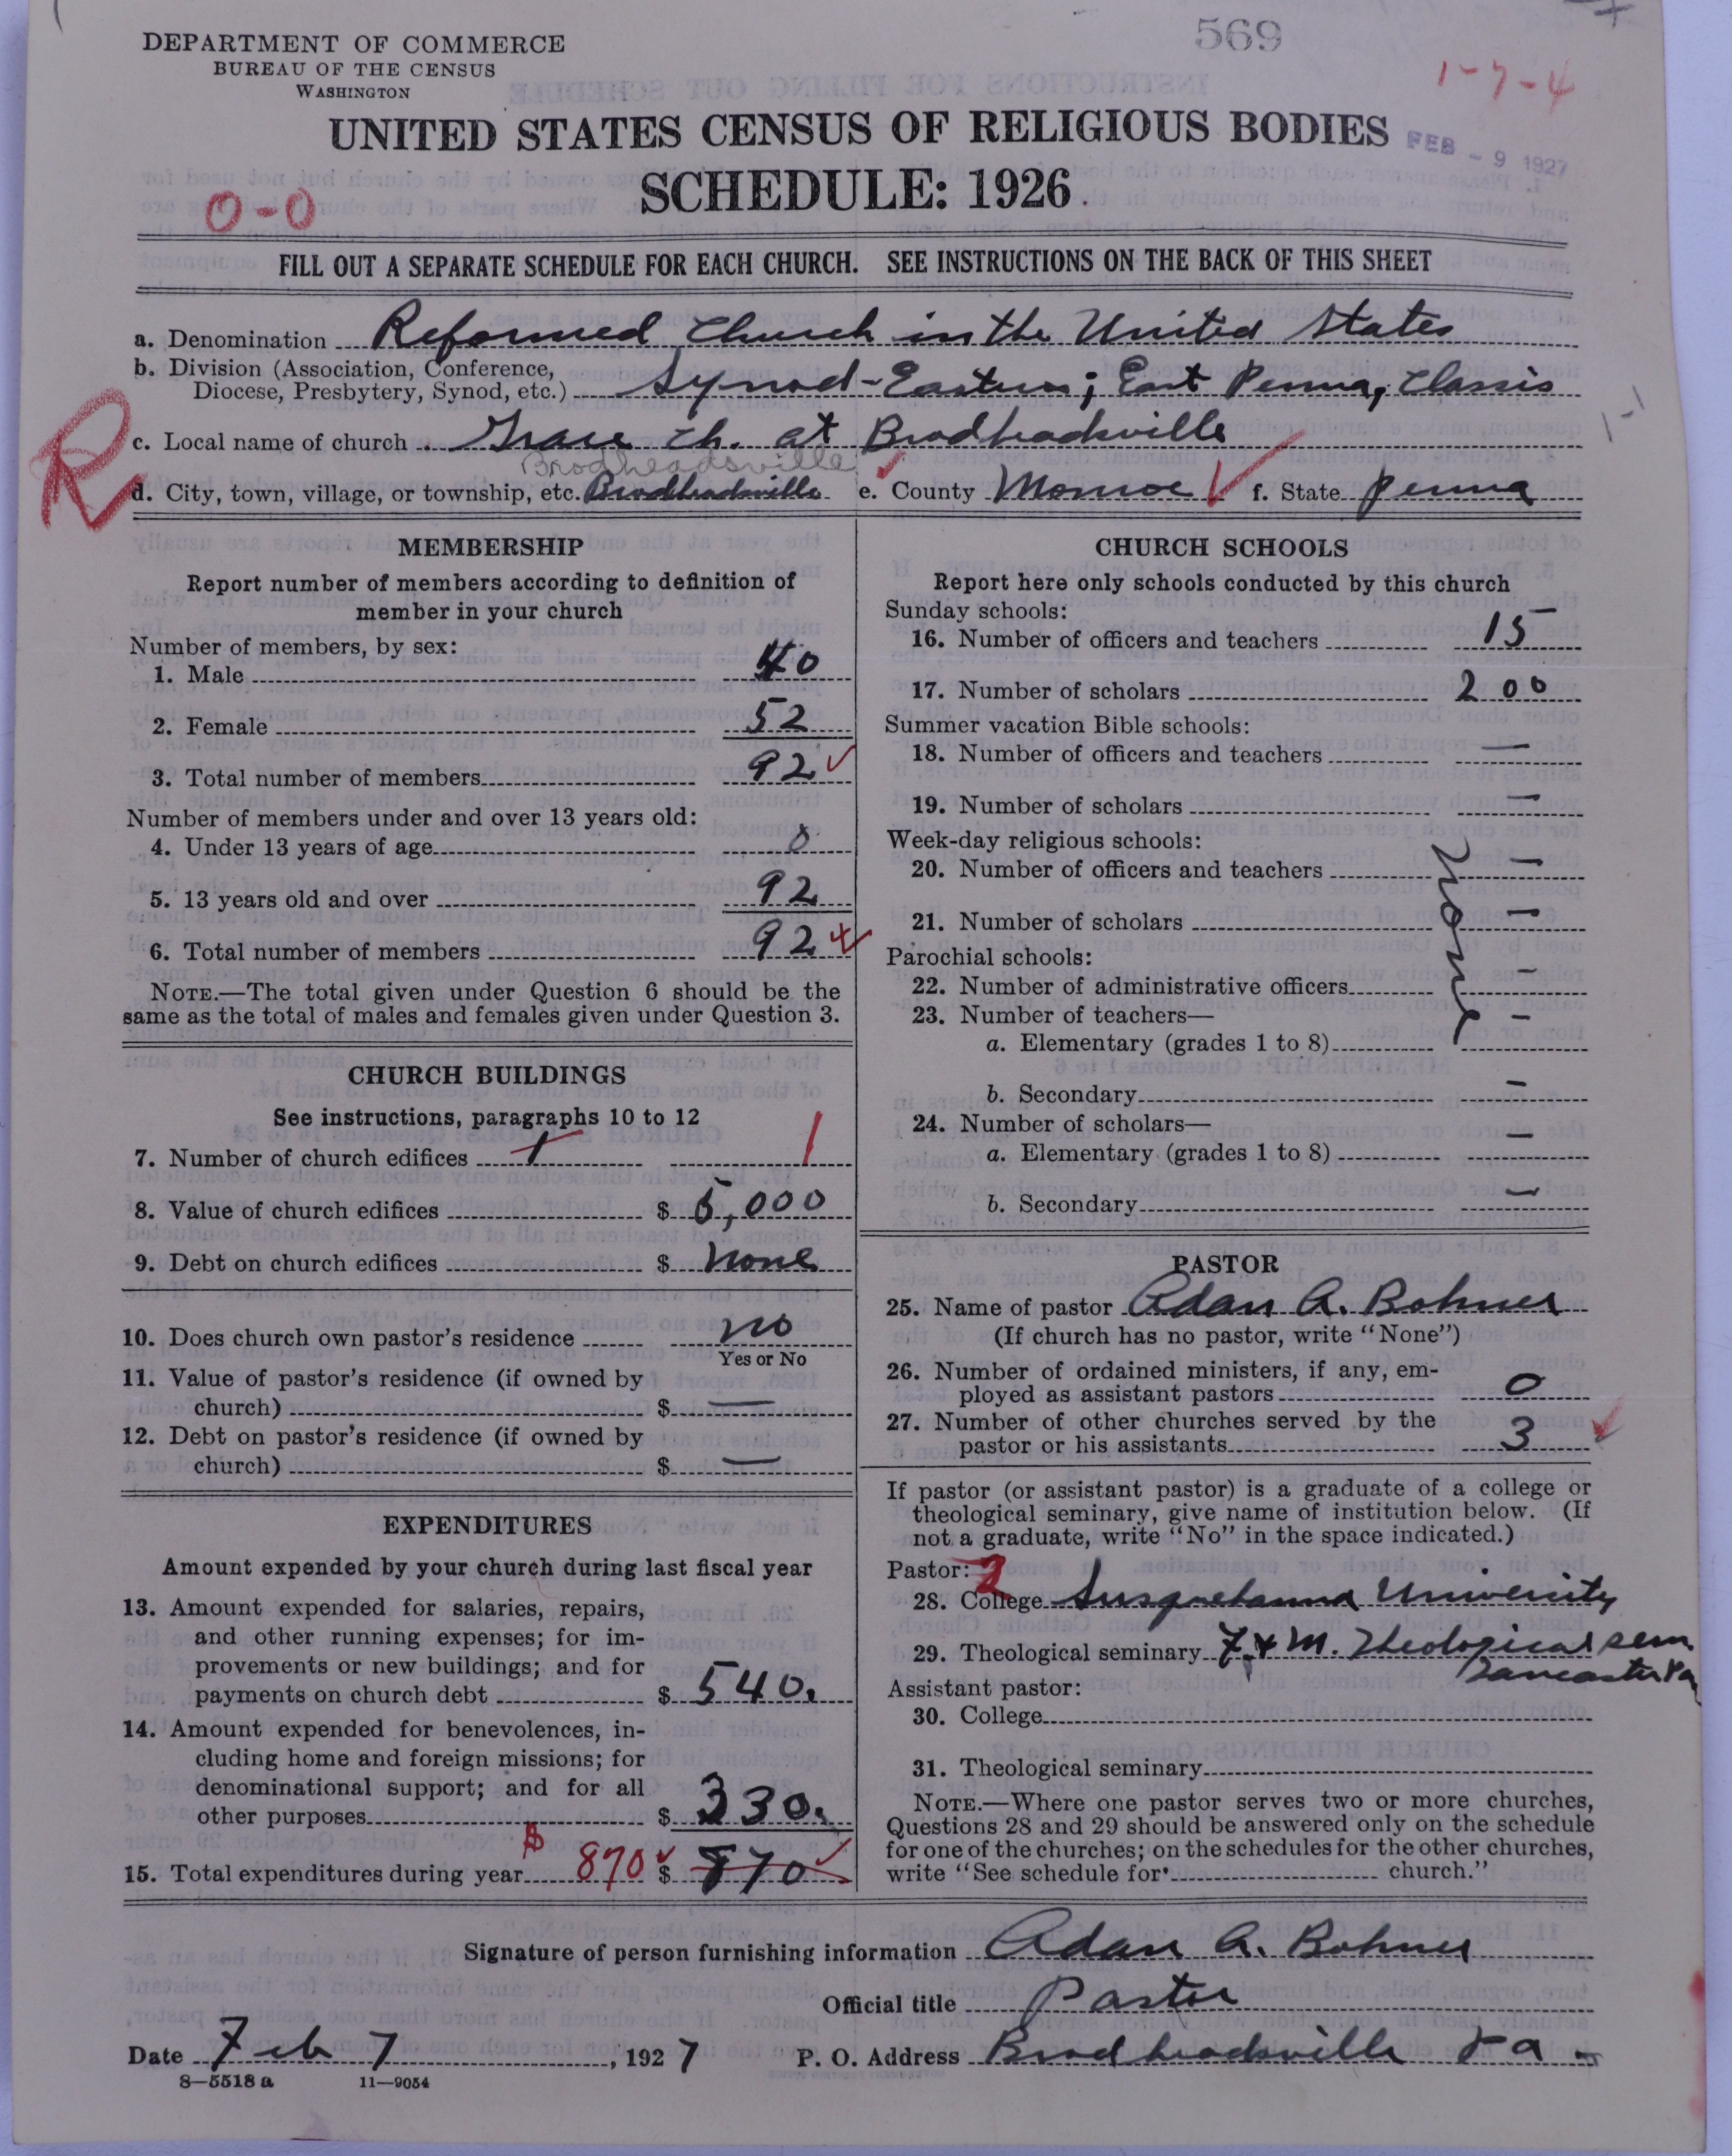 569
DEPARTMENT OF COMMERCE
BUREAU OF THE CENSUS
WASHINGTON
1-7-4
UNITED STATES CENSUS OF RELIGIOUS BODIES
FEB - 9 1927
SCHEDULE: 1926
0-0
FILL OUT A SEPARATE SCHEDULE FOR EACH CHURCH. SEE INSTRUCTIONS ON THE BACK OF THIS SHEET
a. Denomination Reformed Church in the United States
b. Division (Association, Conference,
Diocese, Presbytery, Synod, etc.) Synod-Eastern; East Penna, Classis
1-1
R
c. Local name of church Grace Ch. at Brodheadsville
Brodheadsville
d. City, town, village, or township, etc. Brodheadsville e. County Monroe f. State Penna
MEMBERSHIP
Report number of members according to definition of
member in your church
Number of members, by sex:
1. Male 40
2. Female 52
3. Total number of members 92
Number of members under and over 13 years old:
4. Under 13 years of age 0
5. 13 years old and over 92
6. Total number of members 92
NOTE.—The total given under Question 6 should be the
same as the total of males and females given under Question 3.
CHURCH BUILDINGS
See instructions, paragraphs 10 to 12
7. Number of church edifices 1 1
8. Value of church edifices $ 5,000
9. Debt on church edifices $ none
10. Does church own pastor's residence no
Yes or No
11. Value of pastor's residence (if owned by
church) $ —
12. Debt on pastor's residence (if owned by
church) $ —
EXPENDITURES
Amount expended by your church during last fiscal year
13. Amount expended for salaries, repairs,
and other running expenses; for im-
provements or new buildings; and for
payments on church debt $ 540.
14. Amount expended for benevolences, in-
cluding home and foreign missions; for
denominational support; and for all
other purposes $ 330.
15. Total expenditures during year $ 870 $ 870
CHURCH SCHOOLS
Report here only schools conducted by this church
Sunday schools:
16. Number of officers and teachers 15
17. Number of scholars 200
Summer vacation Bible schools:
18. Number of officers and teachers —
19. Number of scholars —
Week-day religious schools:
20. Number of officers and teachers —
none
21. Number of scholars —
Parochial schools:
22. Number of administrative officers —
23. Number of teachers— —
a. Elementary (grades 1 to 8)
b. Secondary —
24. Number of scholars—
a. Elementary (grades 1 to 8) —
b. Secondary —
PASTOR
25. Name of pastor Adam A. Bohner
(If church has no pastor, write "None")
26. Number of ordained ministers, if any, em-
ployed as assistant pastors 0
27. Number of other churches served by the
pastor or his assistants 3
If pastor (or assistant pastor) is a graduate of a college or
theological seminary, give name of institution below. (If
not a graduate, write "No" in the space indicated.)
Pastor: 2
28. College Susquehanna University
29. Theological seminary F. & M. Theological Sem.
Lancaster Pa
Assistant pastor:
30. College
31. Theological seminary
NOTE.—Where one pastor serves two or more churches,
Questions 28 and 29 should be answered only on the schedule
for one of the churches; on the schedules for the other churches,
write "See schedule for church."
Signature of person furnishing information Adam A. Bohner
Official title Pastor
Date Feb 7, 1927 P. O. Address Brodheadsville Pa.
8—5518 a 11—9054